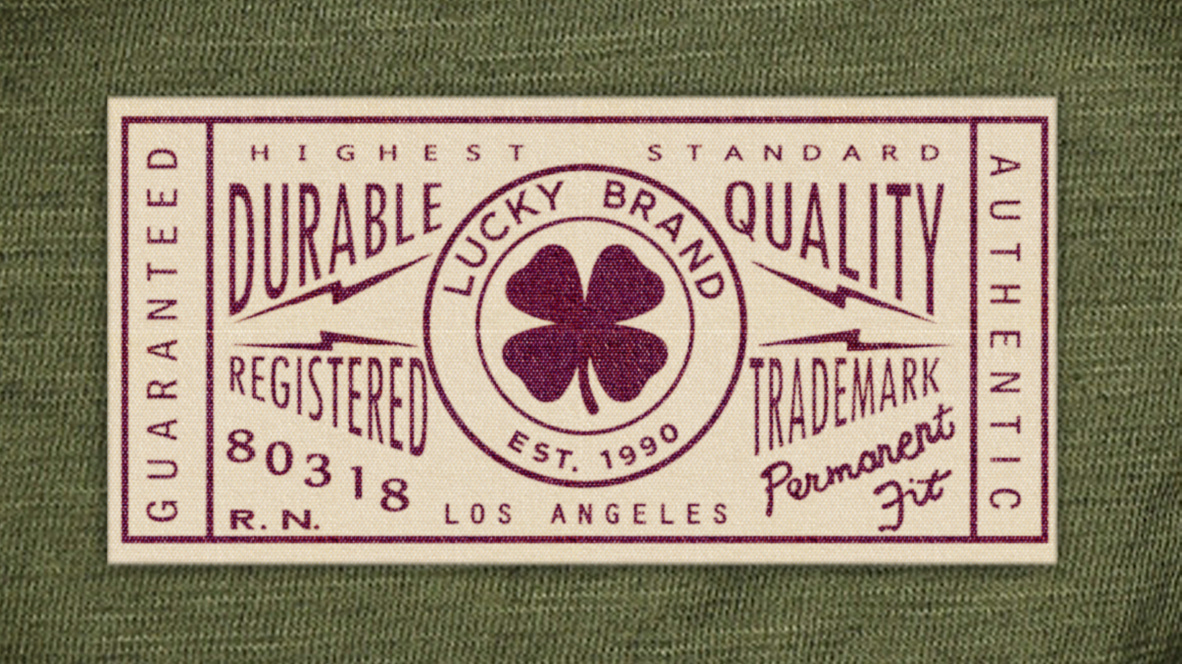 GUARANTEED
HIGHEST STANDARD
DURABLE
QUALITY
LUCKY BRAND
EST. 1990
REGISTERED
80318
R. N.
TRADEMARK
Permanent
Fit
LOS ANGELES
AUTHENTIC